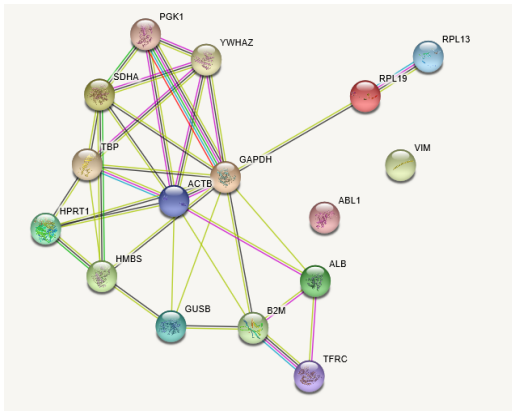 PGK1
YWHAZ
RPL13
SDHA
RPL19
TBP
GAPDH
VIM
ACTB
ABL1
HPRT1
HMBS
ALB
GUSB
B2M
TFRC